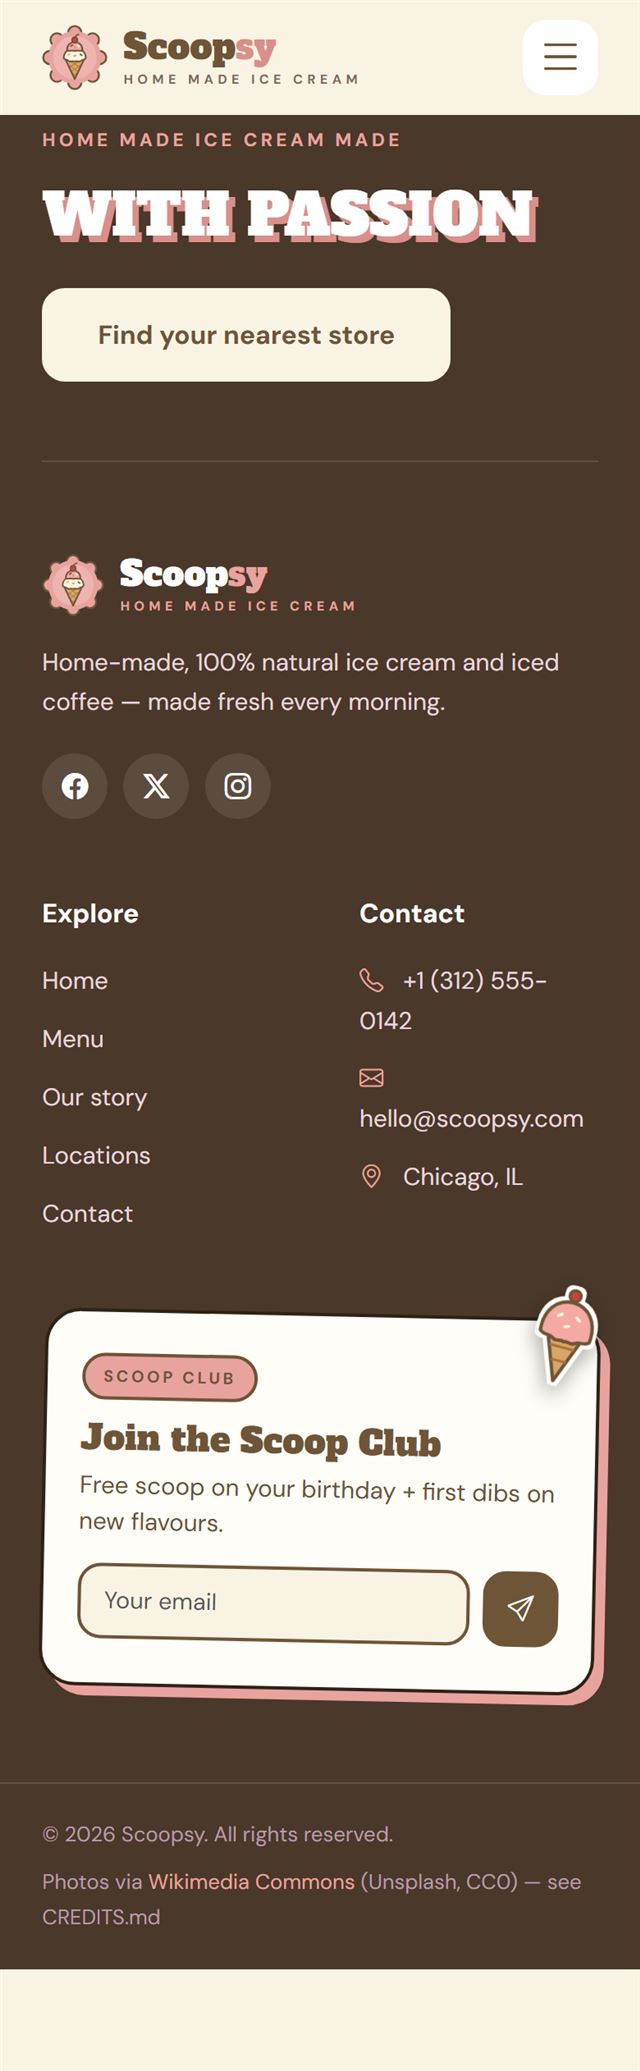 Scoopsy
HOME MADE ICE CREAM
HOME MADE ICE CREAM MADE
WITH PASSION
Find your nearest store
Scoopsy
HOME MADE ICE CREAM
Home-made, 100% natural ice cream and iced
coffee — made fresh every morning.
Explore
Home
Menu
Our story
Locations
Contact
Contact
+1 (312) 555-
0142
hello@scoopsy.com
Chicago, IL
SCOOP CLUB
Join the Scoop Club
Free scoop on your birthday + first dibs on
new flavours.
Your email
© 2026 Scoopsy. All rights reserved.
Photos via Wikimedia Commons (Unsplash, CC0) — see
CREDITS.md